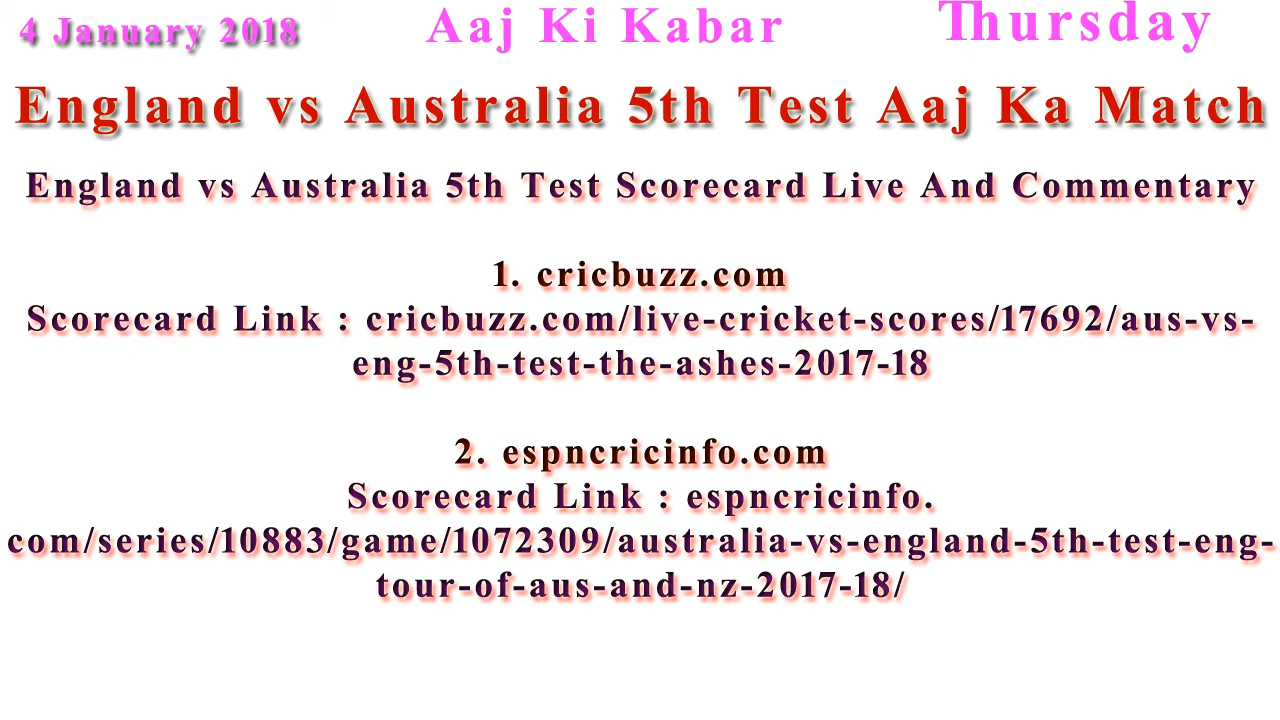 4 January 2018 Aaj Ki Kabar Thursday
England vs Australia 5th Test Aaj Ka Match
England vs Australia 5th Test Scorecard Live And Commentary
1. cricbuzz.com
Scorecard Link : cricbuzz.com/live-cricket-scores/17692/aus-vs-
eng-5th-test-the-ashes-2017-18
2. espncricinfo.com
Scorecard Link : espncricinfo.
com/series/10883/game/1072309/australia-vs-england-5th-test-eng-
tour-of-aus-and-nz-2017-18/